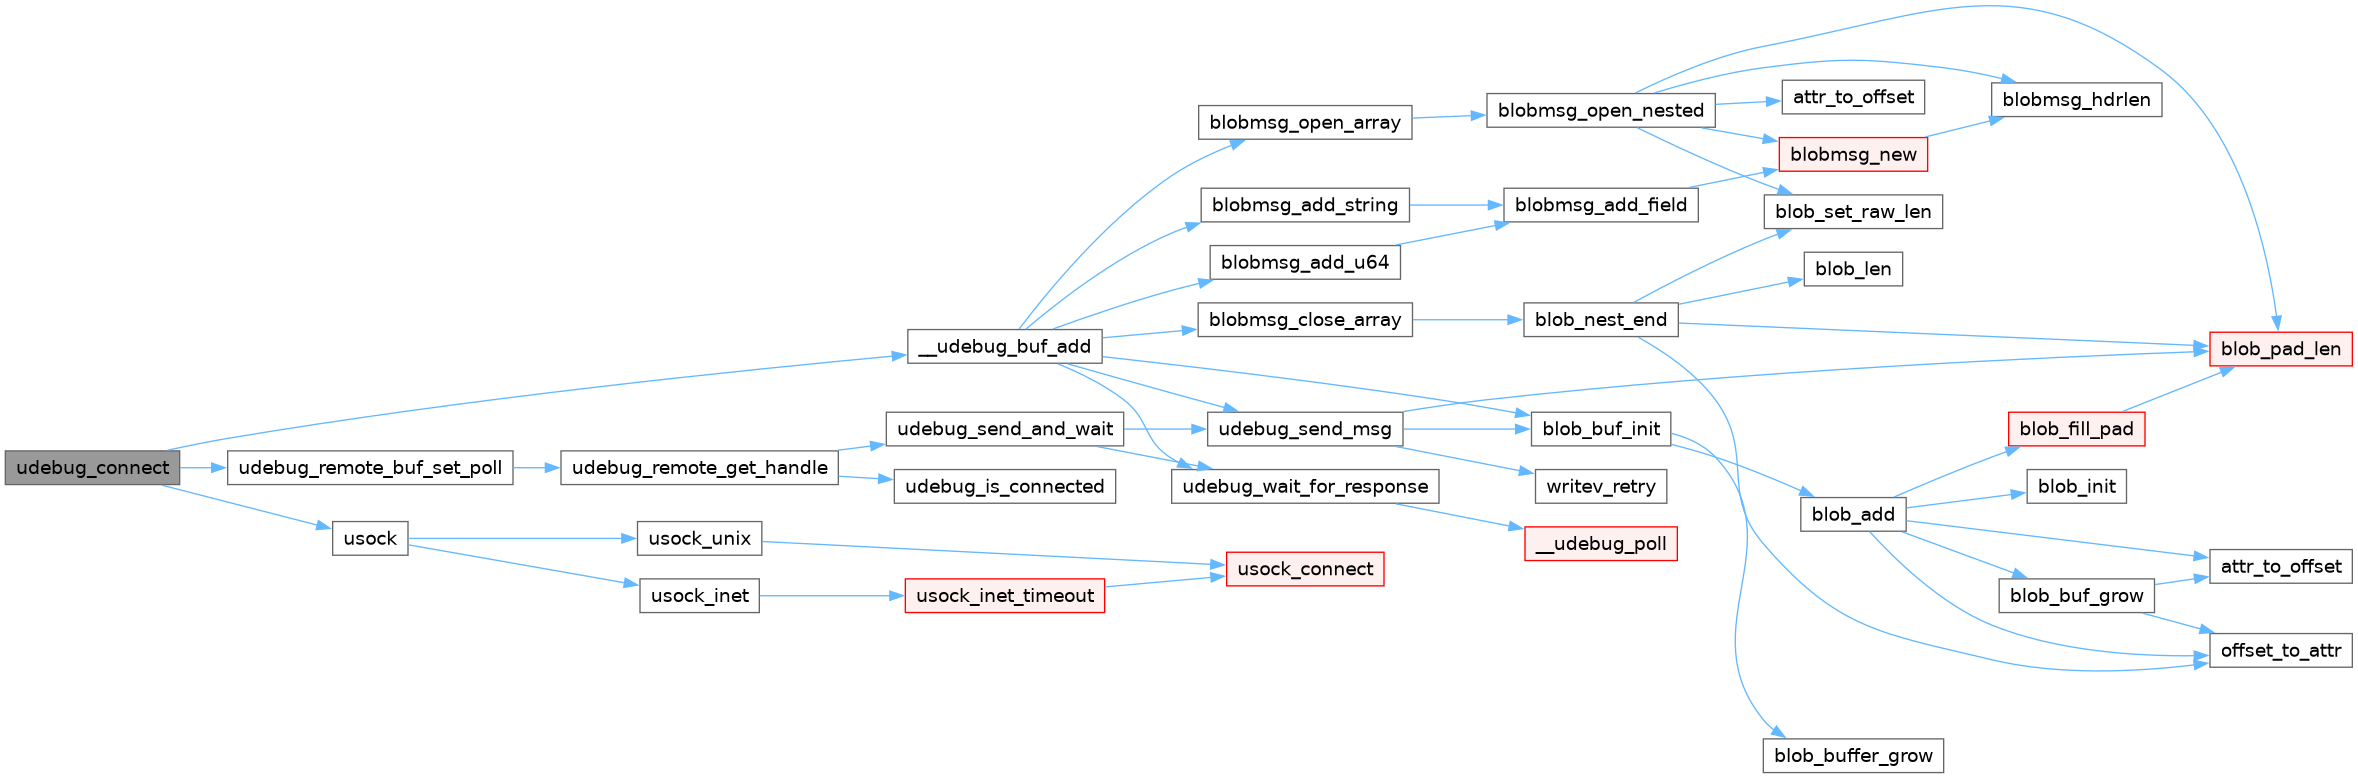 udebug_connect
__udebug_buf_add
blobmsg_open_array
blobmsg_open_nested
attr_to_offset
blobmsg_hdrlen
blobmsg_new
blob_set_raw_len
blob_pad_len
blobmsg_add_string
blobmsg_add_field
blobmsg_add_u64
blobmsg_close_array
blob_nest_end
blob_len
udebug_send_msg
blob_buf_init
writev_retry
udebug_wait_for_response
__udebug_poll
blob_add
blob_fill_pad
blob_init
attr_to_offset
blob_buf_grow
offset_to_attr
blob_buffer_grow
udebug_remote_buf_set_poll
udebug_remote_get_handle
udebug_send_and_wait
udebug_is_connected
usock
usock_unix
usock_inet
usock_inet_timeout
usock_connect